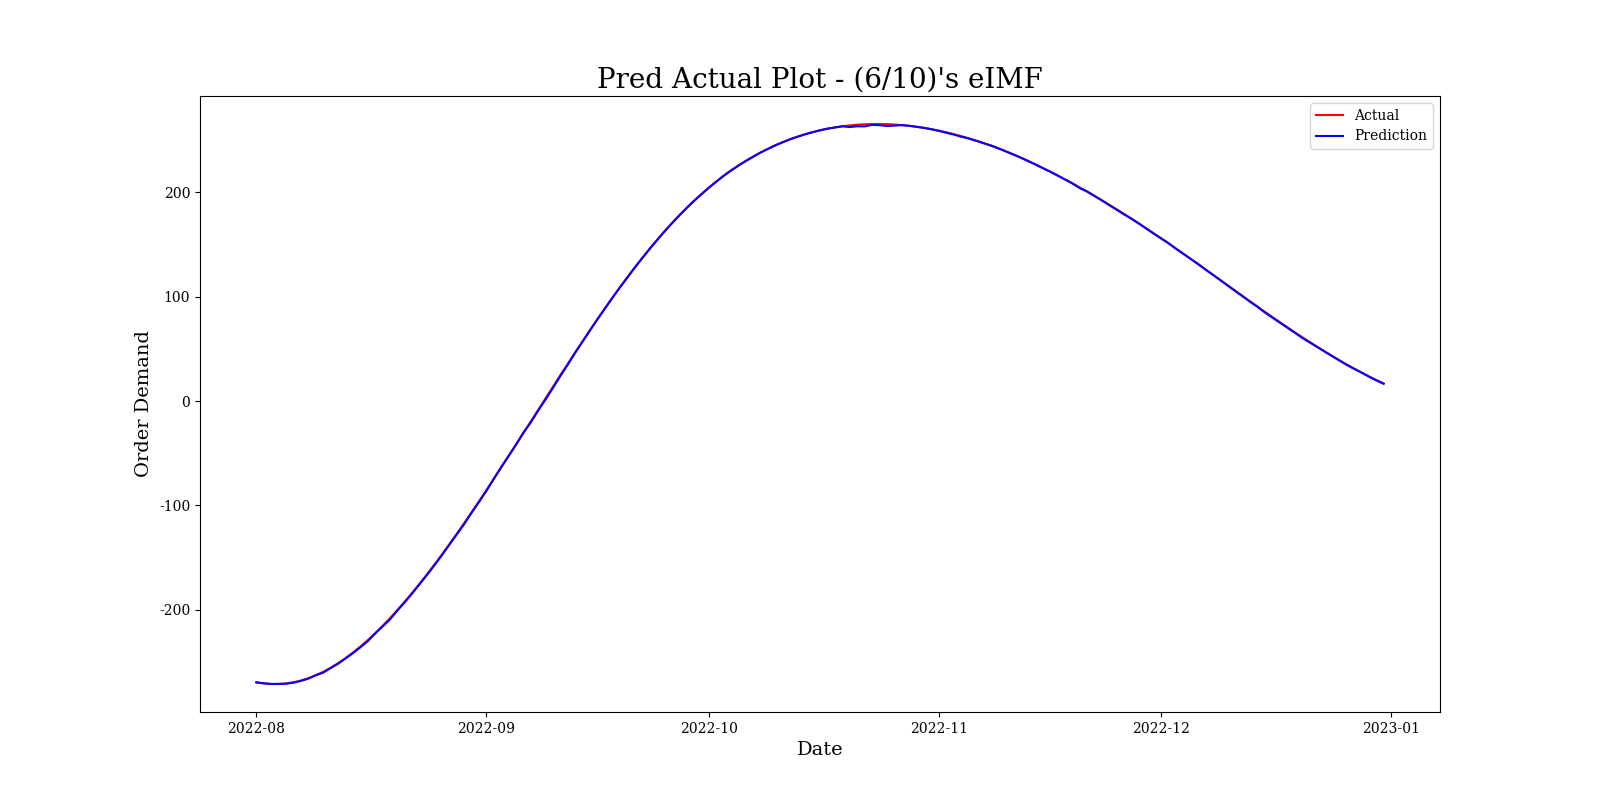 Pred Actual Plot - (6/10)'s eIMF
Actual
Prediction
Order Demand
200
100
0
-100
-200
2022-08
2022-09
2022-10
2022-11
2022-12
2023-01
Date